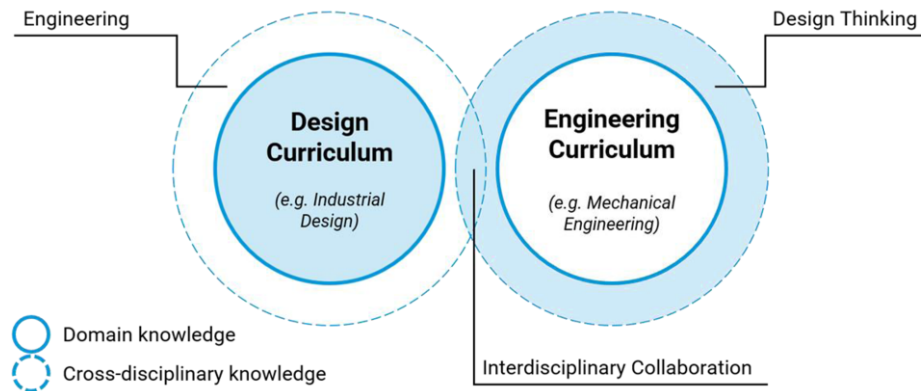 Engineering
Design Thinking
Design
Curriculum
(e.g. Industrial
Design)
Engineering
Curriculum
(e.g. Mechanical
Engineering)
Domain knowledge
Cross-disciplinary knowledge
Interdisciplinary Collaboration